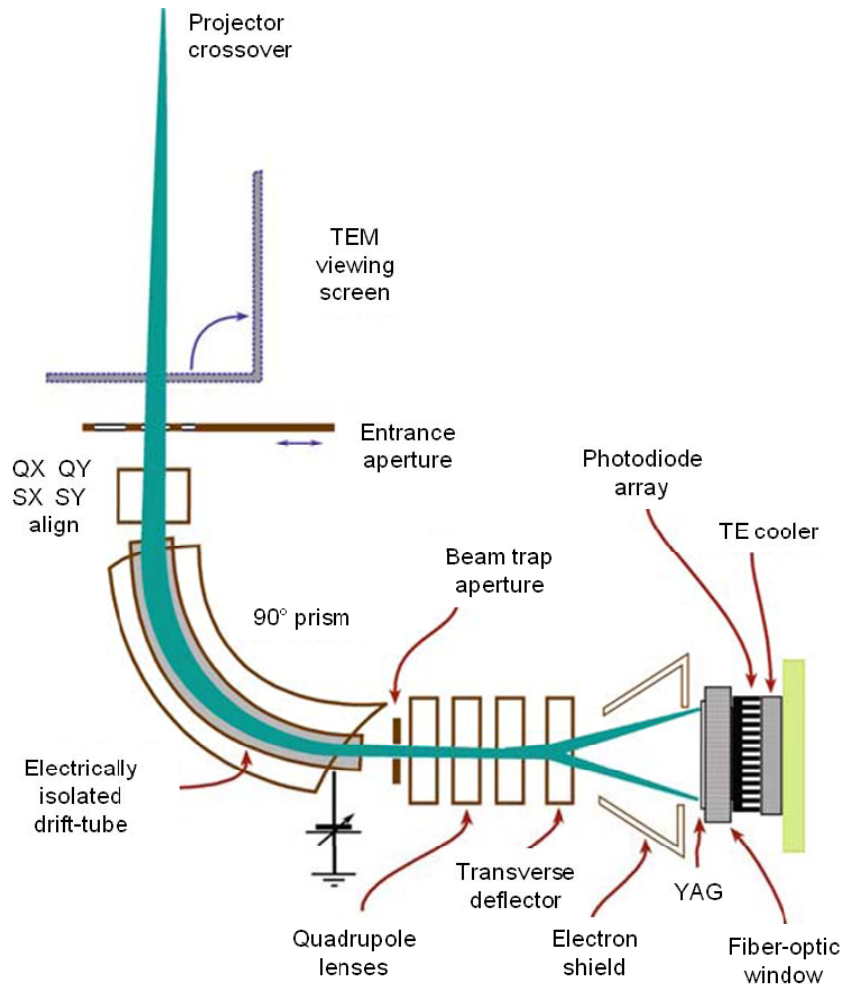 Projector
crossover
TEM
viewing
screen
Entrance
aperture
QX QY
SX SY
align
Photodiode
array
TE cooler
Beam trap
aperture
90° prism
Electrically
isolated
drift-tube
Transverse
deflector
YAG
Quadrupole
lenses
Electron
shield
Fiber-optic
window